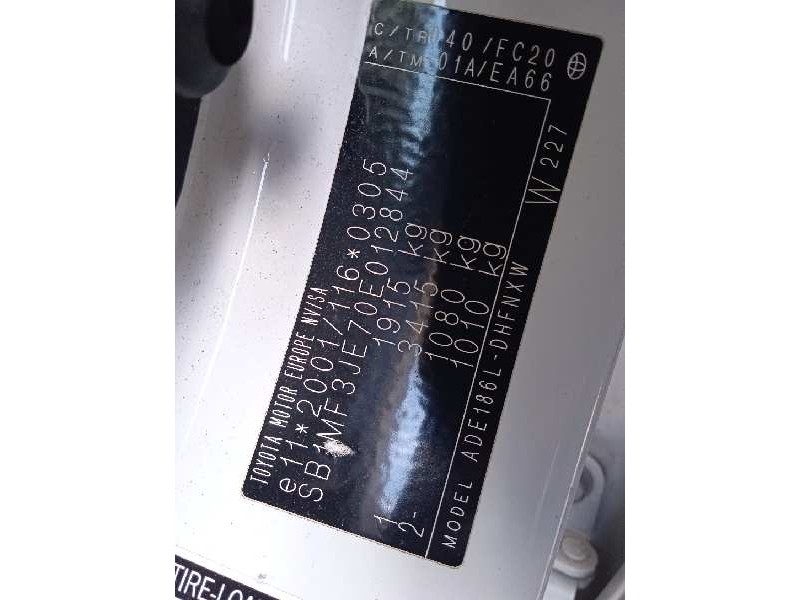 TOYOTA MOTOR EUROPE NV/SA
e11*2001/116*0305
SB1MF3JE70E012844
1915 kg
3415 kg
1- 1080 kg
2- 1010 kg
MODEL ADE186L-DHFNXW W 227
C/TR 040/FC20
A/TM 01A/EA66
TIRE-LOA